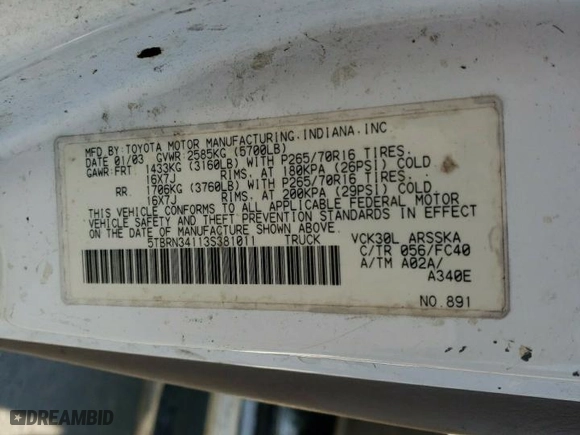 MFD.BY:TOYOTA MOTOR MANUFACTURING.INDIANA,INC
DATE 01/03 GVWR:2585KG (5700LB)
GAWR:FRT. 1433KG (3160LB) WITH P265/70R16 TIRES.
16X7J RIMS. AT 180KPA (26PSI) COLD
RR. 1706KG (3760LB) WITH P265/70R16 TIRES.
16X7J RIMS. AT 200KPA (29PSI) COLD
THIS VEHICLE CONFORMS TO ALL APPLICABLE FEDERAL MOTOR
VEHICLE SAFETY AND THEFT PREVENTION STANDARDS IN EFFECT
ON THE DATE OF MANUFACTURE SHOWN ABOVE.
5TBRN34113S381011 TRUCK VCK30L ARSSKA
C/TR 056/FC40
A/TM A02A/
A340E
NO.891
DREAMBID